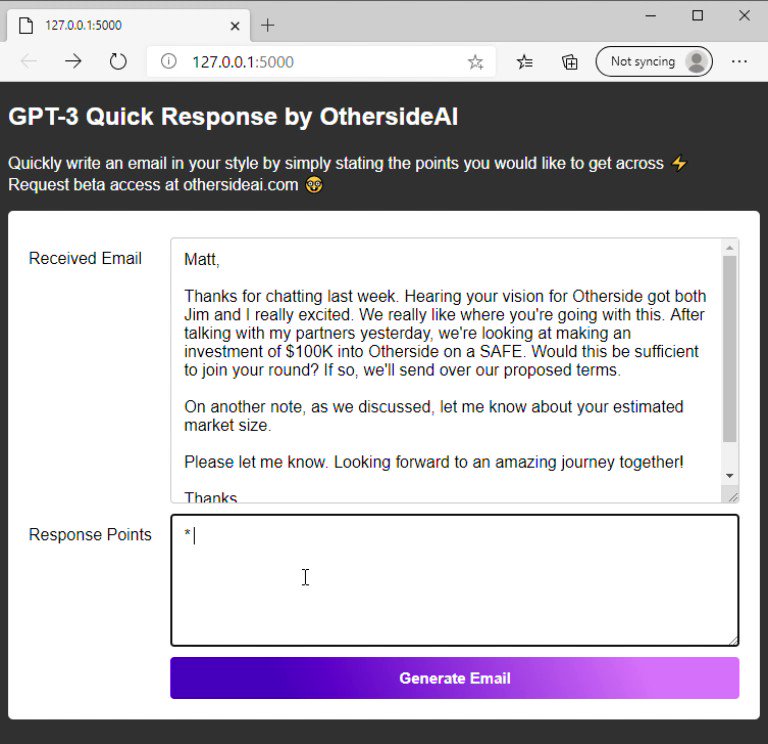 127.0.0.1:5000
127.0.0.1:5000
Not syncing
GPT-3 Quick Response by OthersideAI
Quickly write an email in your style by simply stating the points you would like to get across ⚡
Request beta access at othersideai.com 🤓
Received Email
Matt,
Thanks for chatting last week. Hearing your vision for Otherside got both
Jim and I really excited. We really like where you're going with this. After
talking with my partners yesterday, we're looking at making an
investment of $100K into Otherside on a SAFE. Would this be sufficient
to join your round? If so, we'll send over our proposed terms.
On another note, as we discussed, let me know about your estimated
market size.
Please let me know. Looking forward to an amazing journey together!
Thanks
Response Points
*
Generate Email